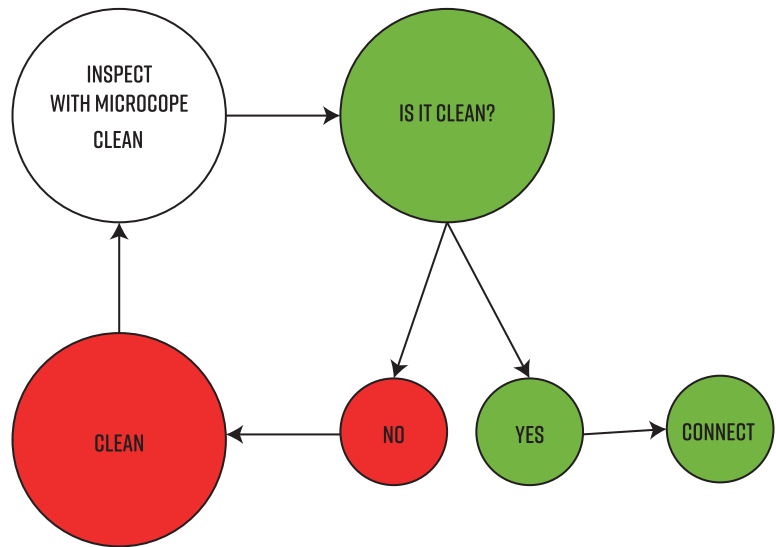 INSPECT
WITH MICROCOPE
CLEAN
IS IT CLEAN?
CLEAN
NO
YES
CONNECT